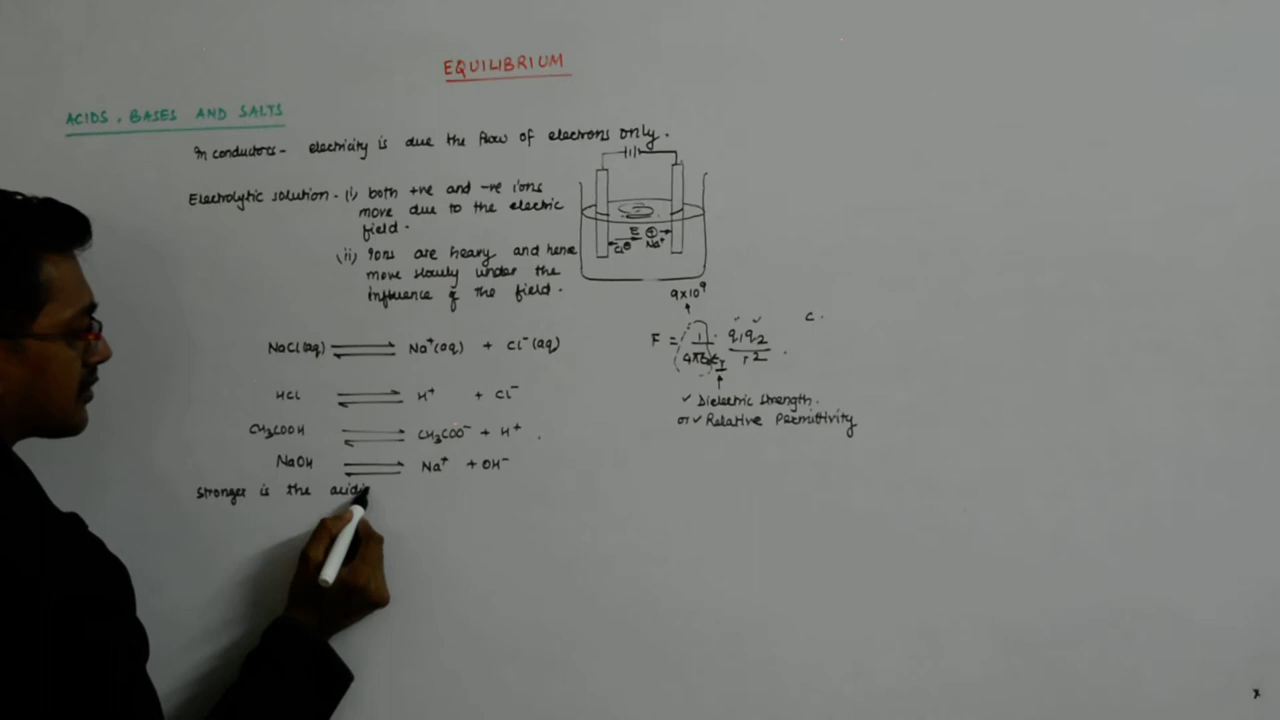 EQUILIBRIUM
ACIDS, BASES AND SALTS
In conductors - electricity is due the flow of electrons only.
Electrolytic solution - (i) both +ve and -ve ions
move due to the electric
field.
(ii) Ions are heavy and hence
move slowly under the
influence of the field.
E ⊕
Cl⊖ Na⁺
9×10⁹
F = 1/4πε₀εᵣ · q₁q₂/r2 .
C.
✓ Dielectric strength.
or ✓ Relative Permittivity
NaCl(aq) ⇌ Na⁺(aq) + Cl⁻(aq)
HCl ⇌ H⁺ + Cl⁻
CH₃COOH ⇌ CH₃COO⁻ + H⁺ .
NaOH ⇌ Na⁺ + OH⁻
Stronger is the acid
x